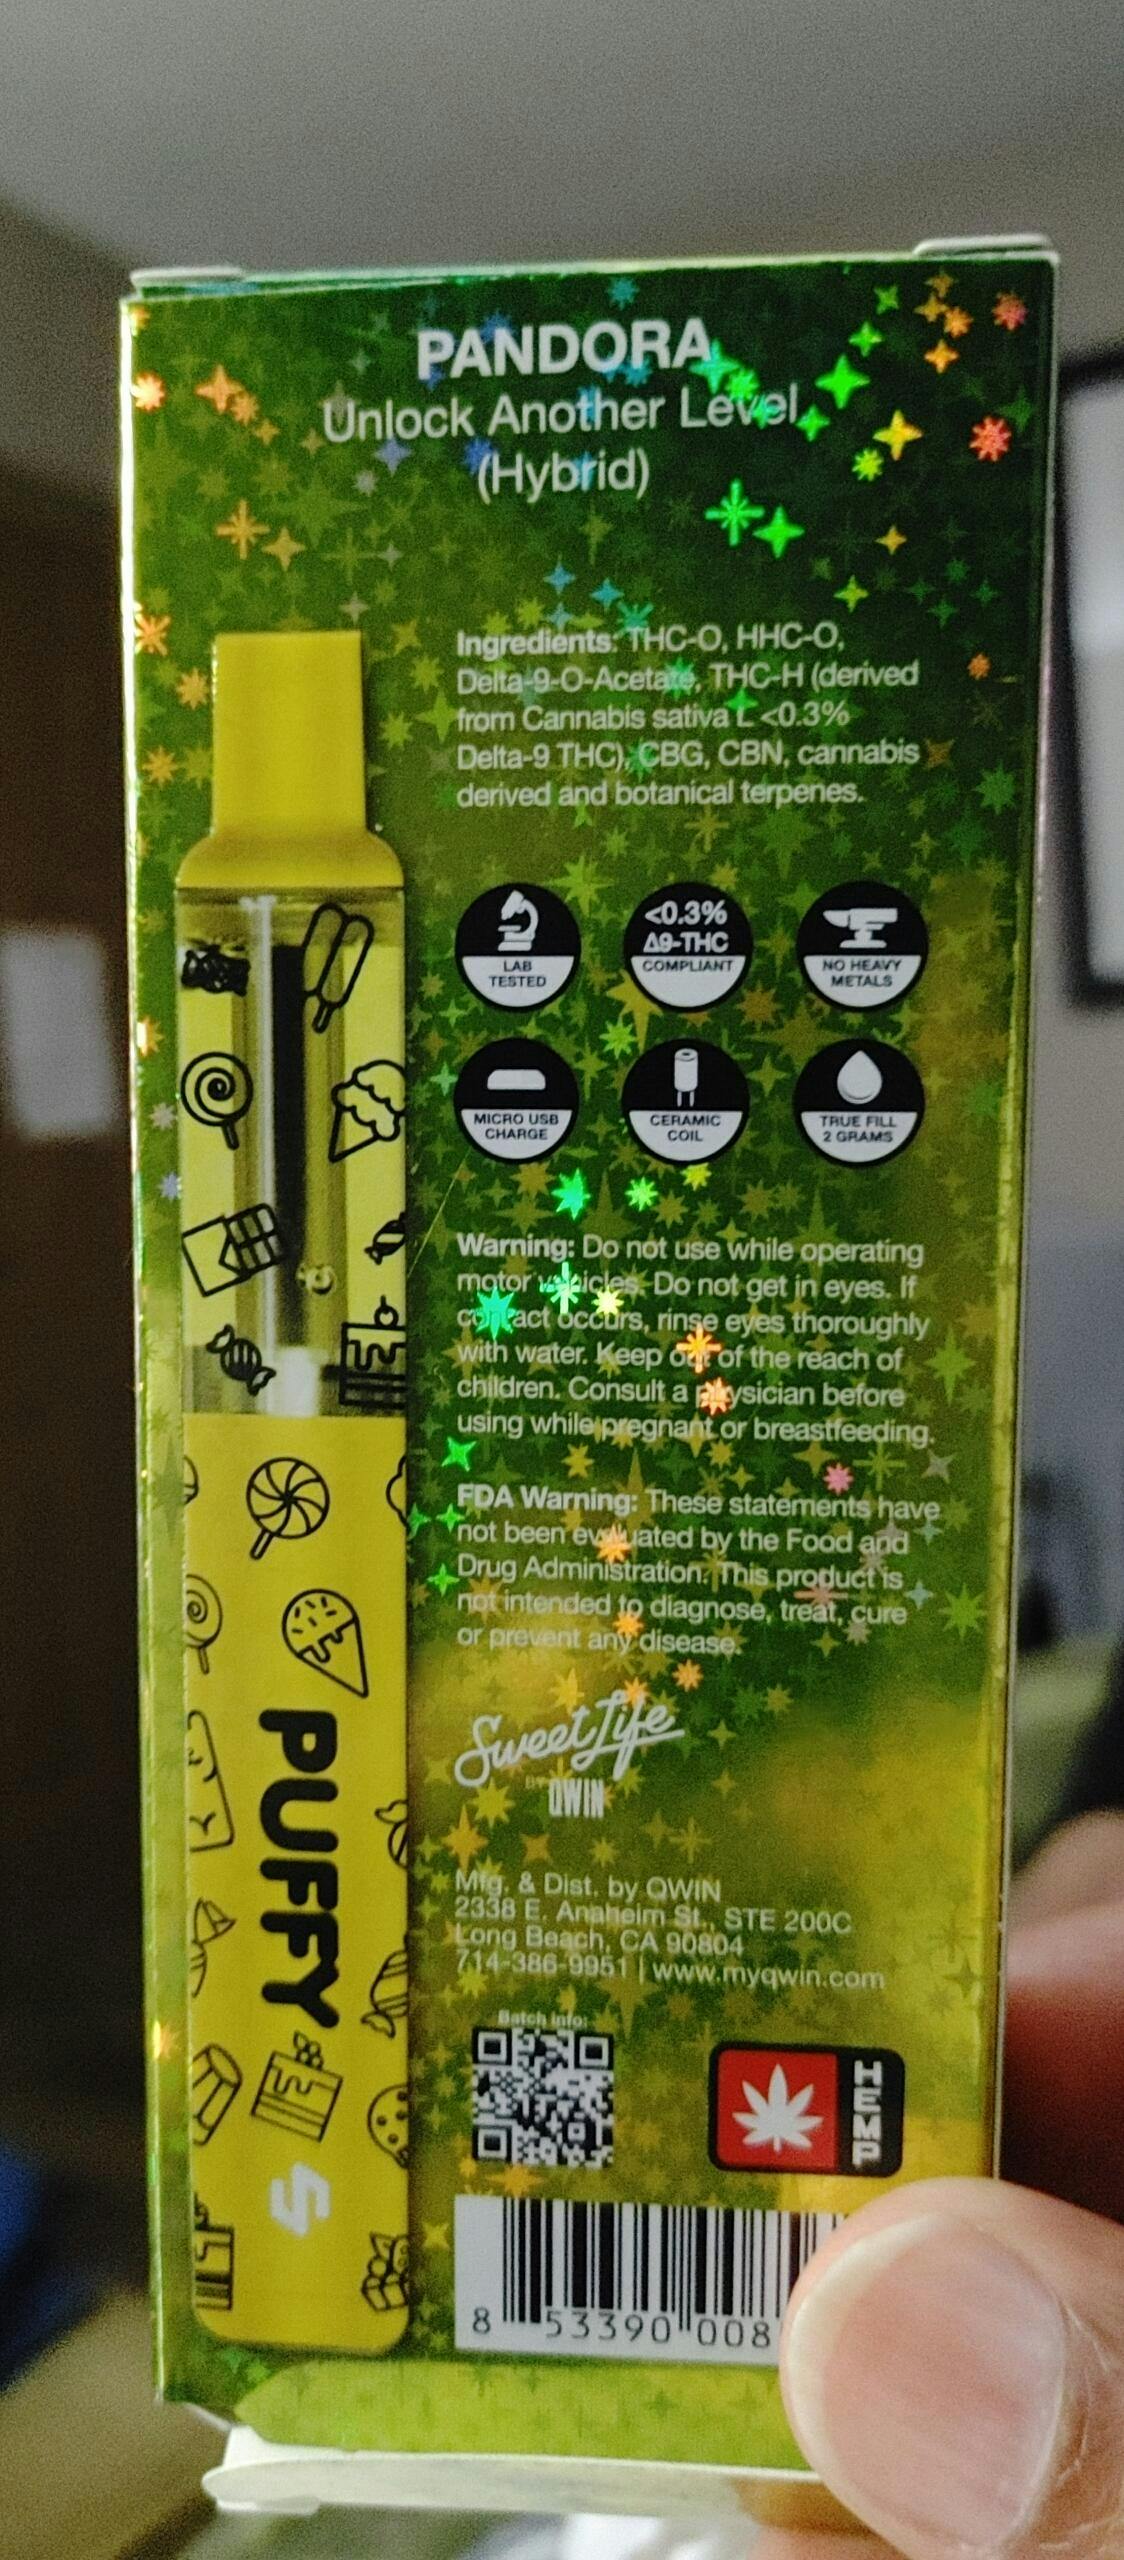 PANDORA
Unlock Another Level
(Hybrid)
Ingredients: THC-O, HHC-O,
Delta-9-O-Acetate, THC-H (derived
from Cannabis sativa L <0.3%
Delta-9 THC), CBG, CBN, cannabis
derived and botanical terpenes.
LAB
TESTED
<0.3%
Δ9-THC
COMPLIANT
NO HEAVY
METALS
MICRO USB
CHARGE
CERAMIC
COIL
TRUE FILL
2 GRAMS
Warning: Do not use while operating
motor vehicles. Do not get in eyes. If
contact occurs, rinse eyes thoroughly
with water. Keep out of the reach of
children. Consult a physician before
using while pregnant or breastfeeding.
FDA Warning: These statements have
not been evaluated by the Food and
Drug Administration. This product is
not intended to diagnose, treat, cure
or prevent any disease.
Sweet Life
BY
QWIN
PUFFY
Mfg. & Dist. by QWIN
2338 E. Anaheim St., STE 200C
Long Beach, CA 90804
714-386-9951 | www.myqwin.com
Batch Info:
HEMP
8 53390 008